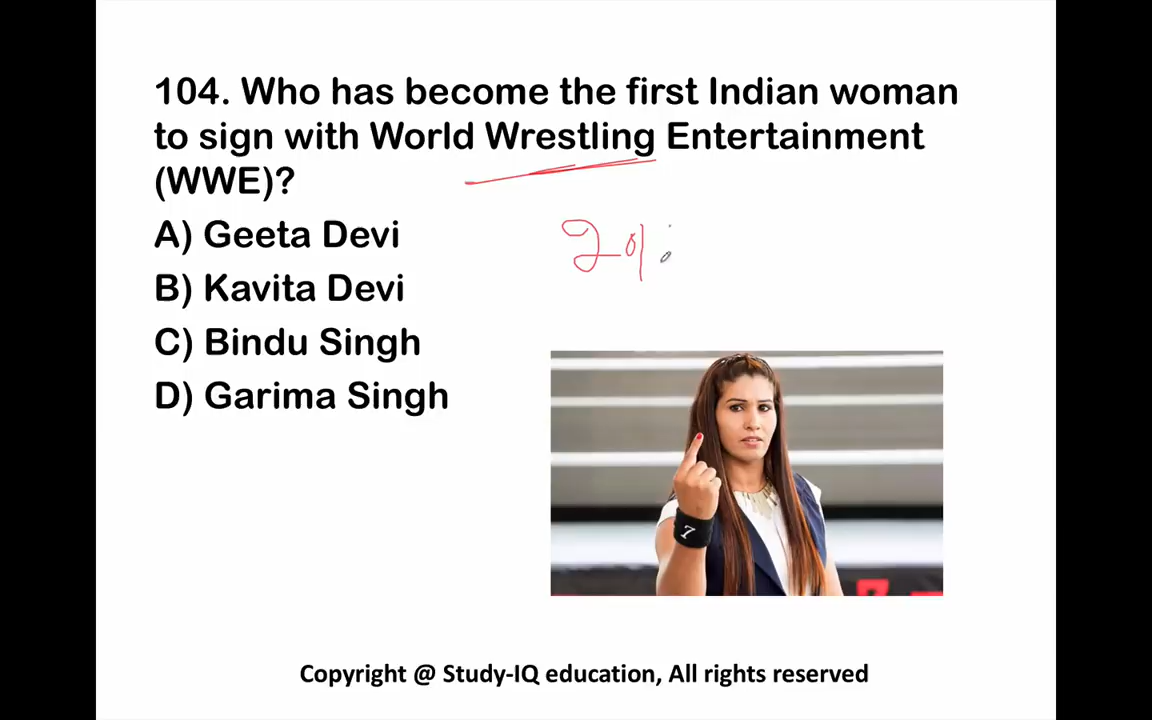 104. Who has become the first Indian woman
to sign with World Wrestling Entertainment
(WWE)?
A) Geeta Devi
B) Kavita Devi
C) Bindu Singh
D) Garima Singh
7
Copyright @ Study-IQ education, All rights reserved